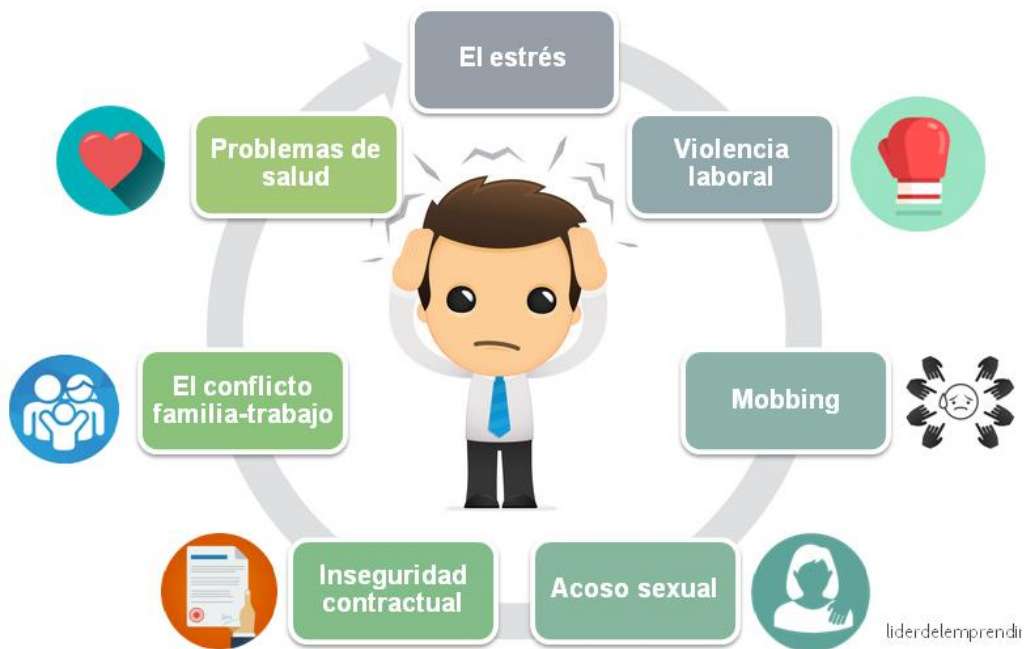 El estrés
Violencia
laboral
Mobbing
Acoso sexual
Inseguridad
contractual
El conflicto
familia-trabajo
Problemas de
salud
liderdelemprendi